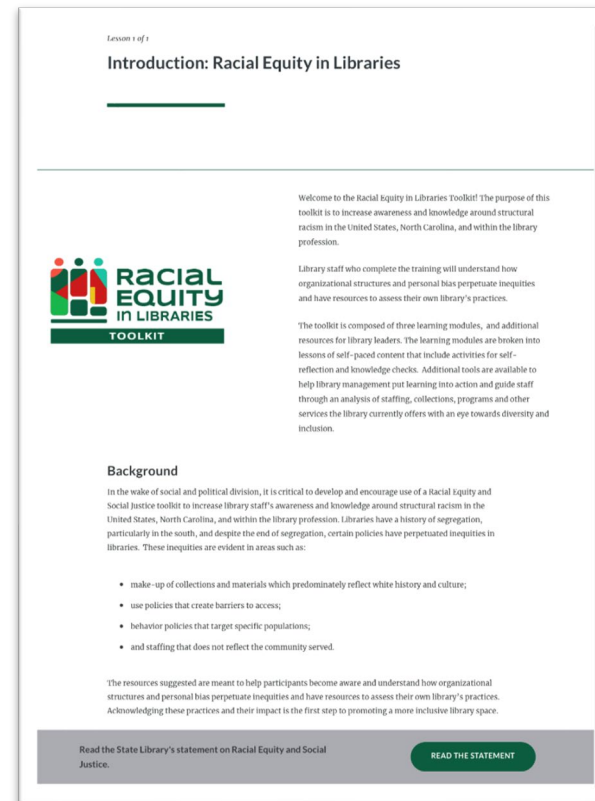 Lesson 1 of 1
Introduction: Racial Equity in Libraries
Welcome to the Racial Equity in Libraries Toolkit! The purpose of this
toolkit is to increase awareness and knowledge around structural
racism in the United States, North Carolina, and within the library
profession.
Library staff who complete the training will understand how
organizational structures and personal bias perpetuate inequities
and have resources to assess their own library's practices.
The toolkit is composed of three learning modules,  and additional
resources for library leaders. The learning modules are broken into
lessons of self-paced content that include activities for self-
reflection and knowledge checks.  Additional tools are available to
help library management put learning into action and guide staff
through an analysis of staffing, collections, programs and other
services the library currently offers with an eye towards diversity and
inclusion.
Racial
EQUITY
IN LIBRARIES
TOOLKIT
Background
In the wake of social and political division, it is critical to develop and encourage use of a Racial Equity and
Social Justice toolkit to increase library staff's awareness and knowledge around structural racism in the
United States, North Carolina, and within the library profession. Libraries have a history of segregation,
particularly in the south, and despite the end of segregation, certain policies have perpetuated inequities in
libraries.  These inequities are evident in areas such as:
• make-up of collections and materials which predominately reflect white history and culture;
• use policies that create barriers to access;
• behavior policies that target specific populations;
• and staffing that does not reflect the community served.
The resources suggested are meant to help participants become aware and understand how organizational
structures and personal bias perpetuate inequities and have resources to assess their own library's practices.
Acknowledging these practices and their impact is the first step to promoting a more inclusive library space.
Read the State Library's statement on Racial Equity and Social
Justice.
READ THE STATEMENT